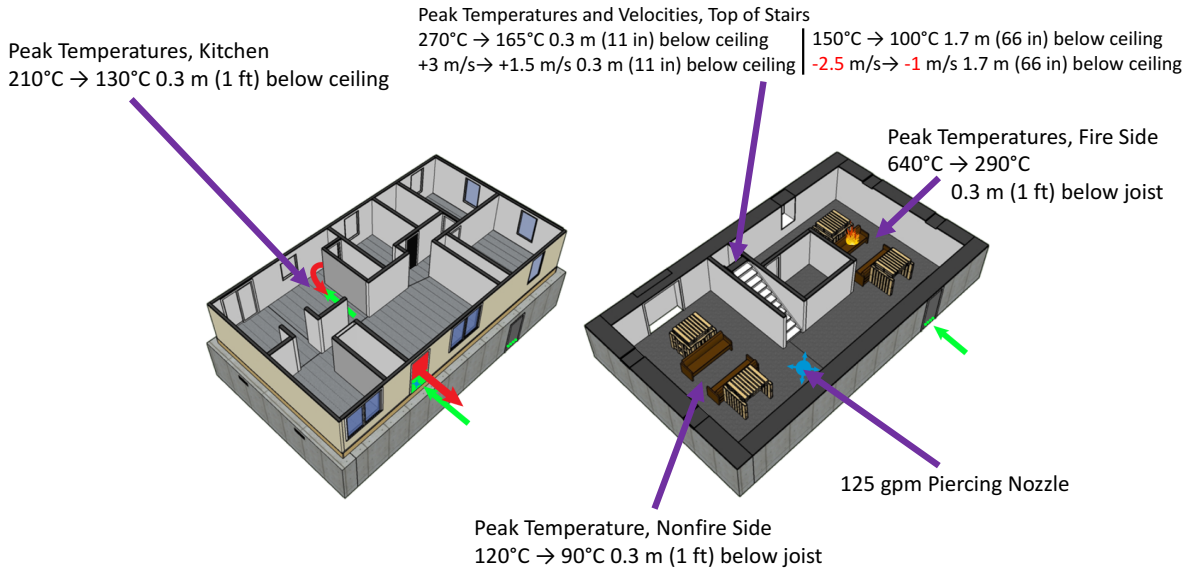 Peak Temperatures and Velocities, Top of Stairs
270°C → 165°C 0.3 m (11 in) below ceiling
+3 m/s→ +1.5 m/s 0.3 m (11 in) below ceiling
150°C → 100°C 1.7 m (66 in) below ceiling
-2.5 m/s→ -1 m/s 1.7 m (66 in) below ceiling
Peak Temperatures, Kitchen
210°C → 130°C 0.3 m (1 ft) below ceiling
Peak Temperatures, Fire Side
640°C → 290°C
0.3 m (1 ft) below joist
125 gpm Piercing Nozzle
Peak Temperature, Nonfire Side
120°C → 90°C 0.3 m (1 ft) below joist